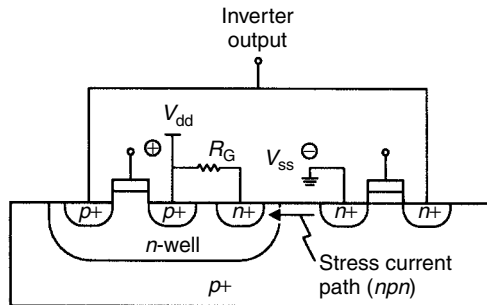 Inverter
output
V_dd
R_G
V_ss
⊕
⊖
p+
p+
n+
n+
n+
n-well
p+
Stress current
path (npn)